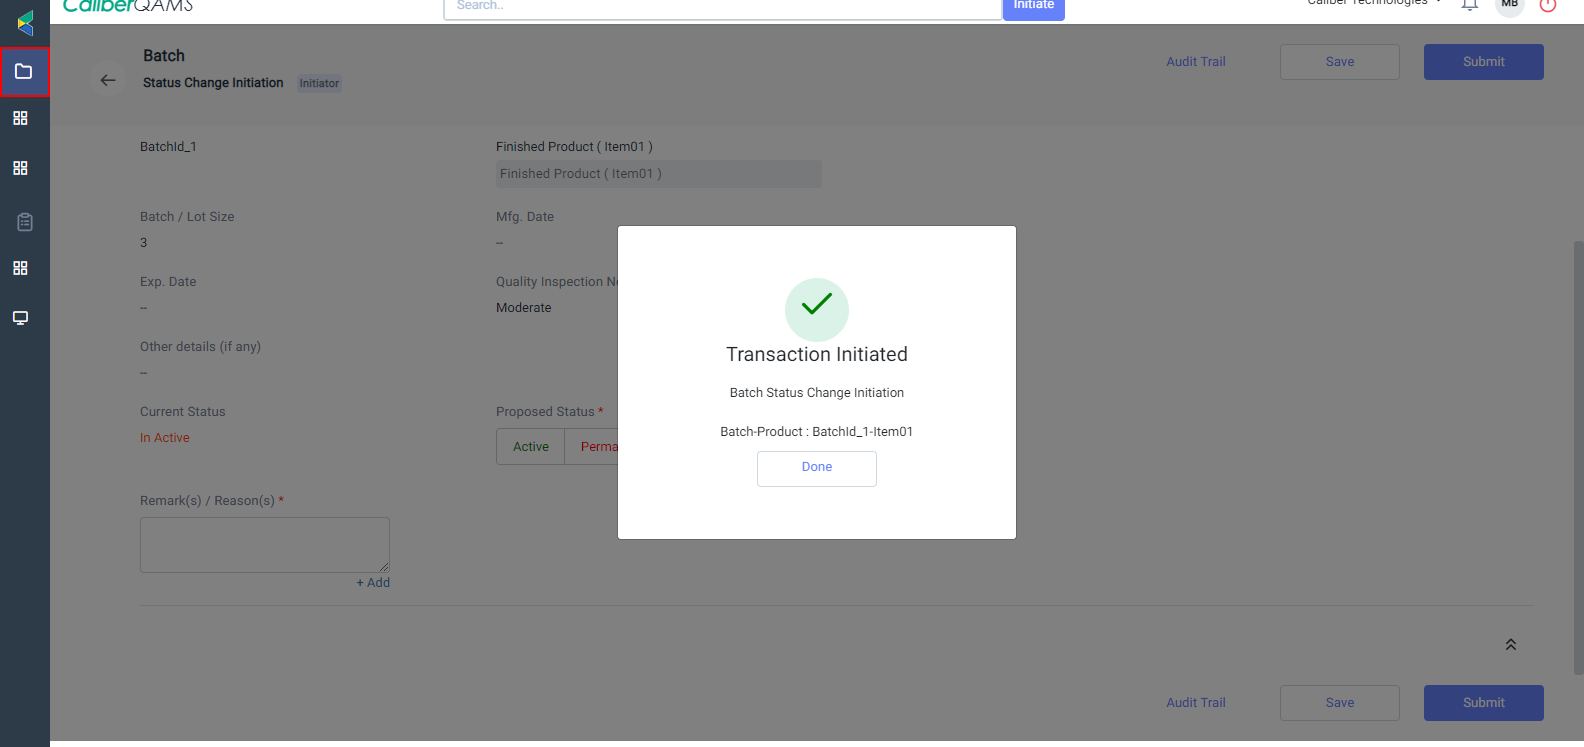 CaliberQAMS
Search..
Initiate
Caliber Technologies
MB
Batch
Status Change Initiation
Initiator
Audit Trail
Save
Submit
BatchId_1
Finished Product ( Item01 )
Finished Product ( Item01 )
Batch / Lot Size
Mfg. Date
3
--
Exp. Date
Quality Inspection
--
Moderate
Other details (if any)
--
Current Status
Proposed Status *
In Active
Active
Perma
Remark(s) / Reason(s) *
+ Add
Transaction Initiated
Batch Status Change Initiation
Batch-Product : BatchId_1-Item01
Done
Audit Trail
Save
Submit